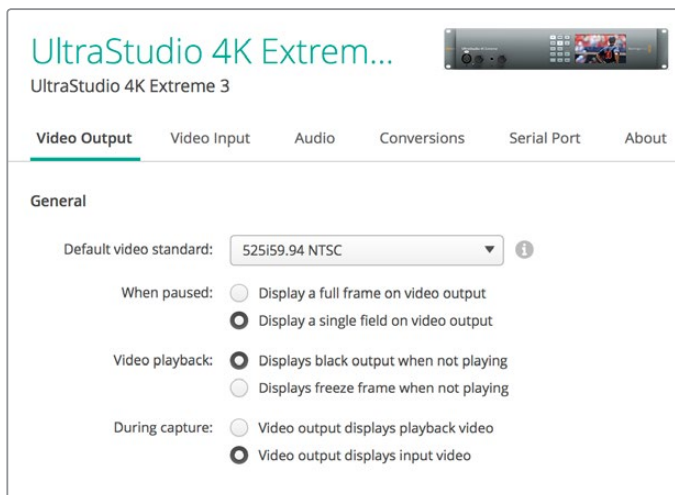 UltraStudio 4K Extrem...
UltraStudio 4K Extreme 3
Video Output Video Input Audio Conversions Serial Port About
General
Default video standard: 525i59.94 NTSC
When paused: Display a full frame on video output
Display a single field on video output
Video playback: Displays black output when not playing
Displays freeze frame when not playing
During capture: Video output displays playback video
Video output displays input video